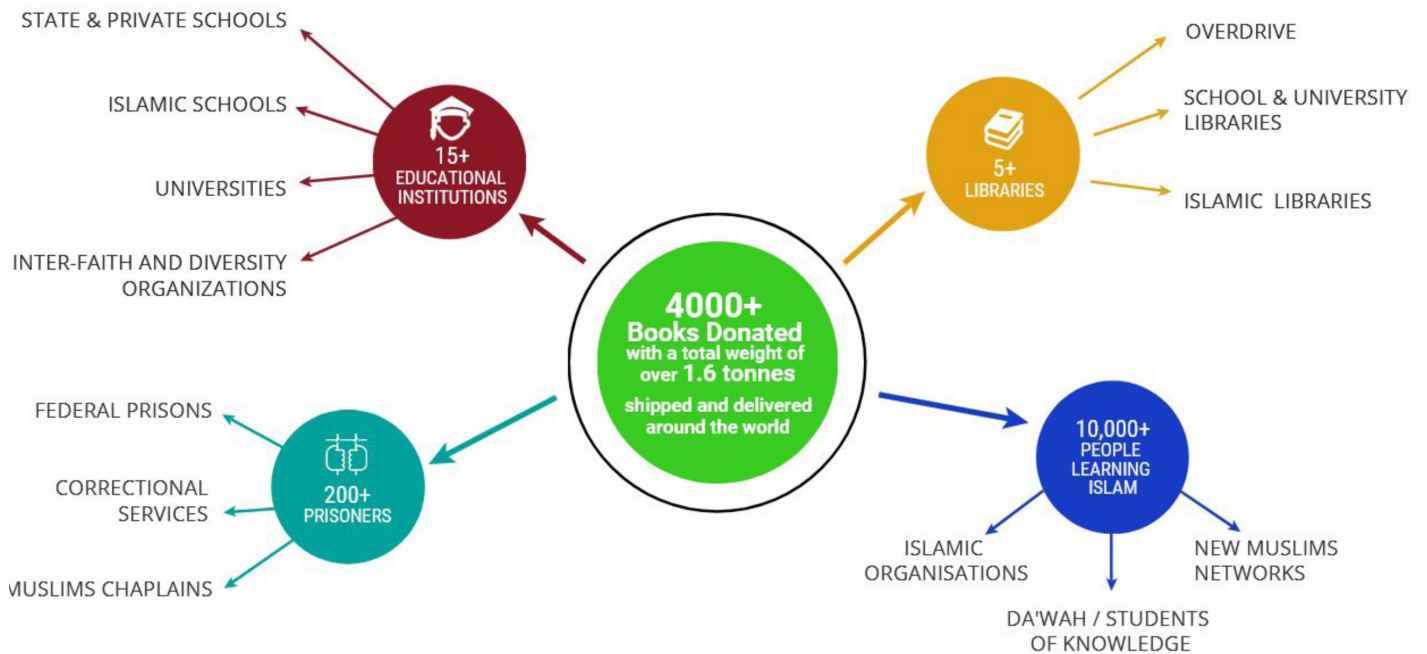 STATE & PRIVATE SCHOOLS
ISLAMIC SCHOOLS
UNIVERSITIES
INTER-FAITH AND DIVERSITY
ORGANIZATIONS
15+
EDUCATIONAL
INSTITUTIONS
OVERDRIVE
SCHOOL & UNIVERSITY
LIBRARIES
ISLAMIC LIBRARIES
5+
LIBRARIES
4000+
Books Donated
with a total weight of
over 1.6 tonnes
shipped and delivered
around the world
FEDERAL PRISONS
CORRECTIONAL
SERVICES
MUSLIMS CHAPLAINS
200+
PRISONERS
10,000+
PEOPLE
LEARNING
ISLAM
ISLAMIC
ORGANISATIONS
DA'WAH / STUDENTS
OF KNOWLEDGE
NEW MUSLIMS
NETWORKS